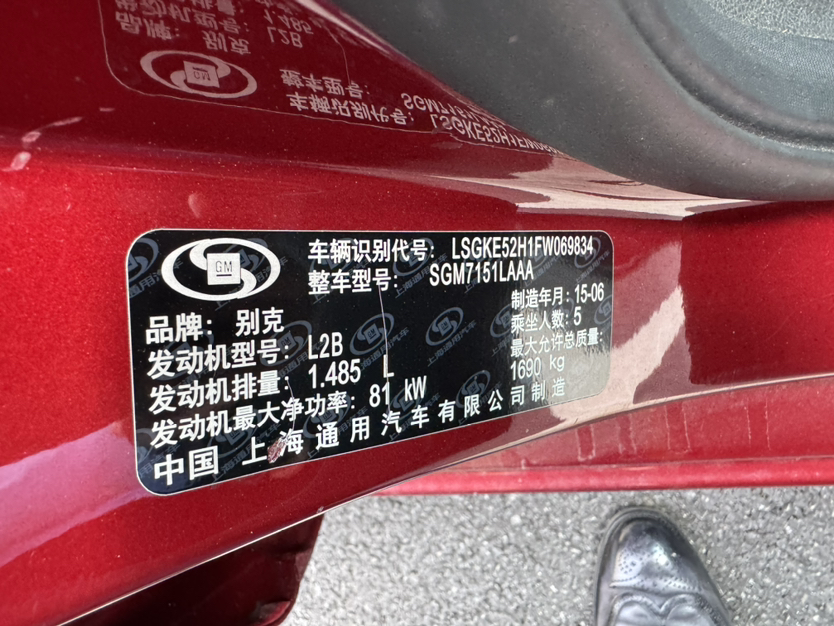 GM
车辆识别代号: LSGKE52H1FW069834
整车型号: SGM7151LAAA
品牌: 别克
制造年月: 15-06
发动机型号: L2B
乘坐人数: 5
发动机排量: 1.485 L
最大允许总质量:
1690 kg
发动机最大净功率: 81 kW
中国 上海通用汽车有限公司制造